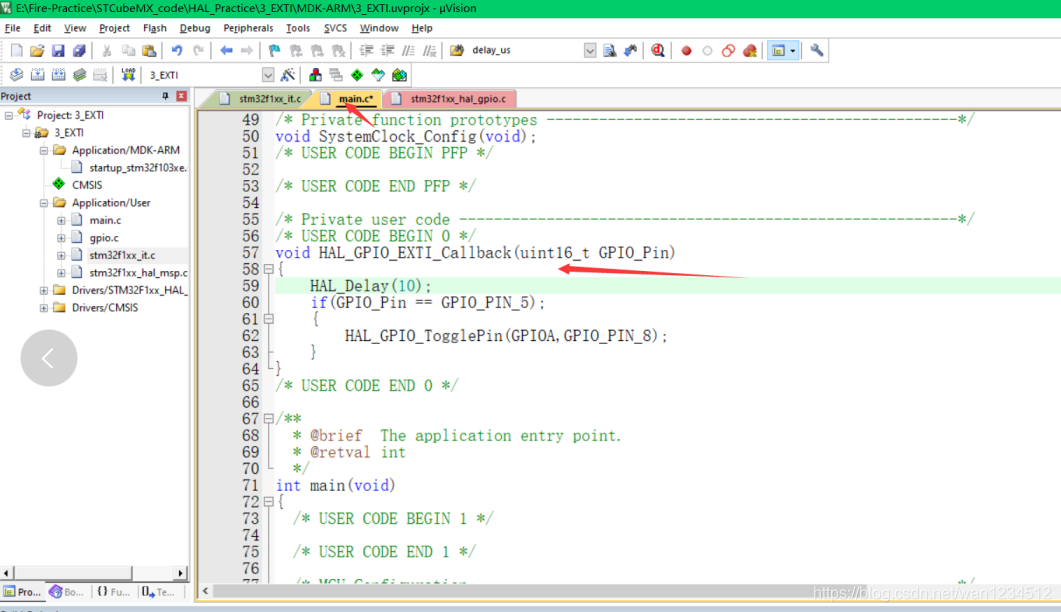 E:\Fire-Practice\STCubeMX_code\HAL_Practice\3_EXTI\MDK-ARM\3_EXTI.uvprojx - µVision
File Edit View Project Flash Debug Peripherals Tools SVCS Window Help
delay_us
3_EXTI
Project
Project: 3_EXTI
3_EXTI
Application/MDK-ARM
startup_stm32f103xe.
CMSIS
Application/User
main.c
gpio.c
stm32f1xx_it.c
stm32f1xx_hal_msp.c
Drivers/STM32F1xx_HAL_
Drivers/CMSIS
Pro... Bo... {} Fu... Te...
stm32f1xx_it.c main.c* stm32f1xx_hal_gpio.c
49 /* Private function prototypes -----------------------------------------------*/
50 void SystemClock_Config(void);
51 /* USER CODE BEGIN PFP */
52
53 /* USER CODE END PFP */
54
55 /* Private user code ---------------------------------------------------------*/
56 /* USER CODE BEGIN 0 */
57 void HAL_GPIO_EXTI_Callback(uint16_t GPIO_Pin)
58 {
59 HAL_Delay(10);
60 if(GPIO_Pin == GPIO_PIN_5);
61 {
62 HAL_GPIO_TogglePin(GPIOA,GPIO_PIN_8);
63 }
64 }
65 /* USER CODE END 0 */
66
67 /**
68 * @brief The application entry point.
69 * @retval int
70 */
71 int main(void)
72 {
73 /* USER CODE BEGIN 1 */
74
75 /* USER CODE END 1 */
76
https://blog.csdn.net/wan1234512